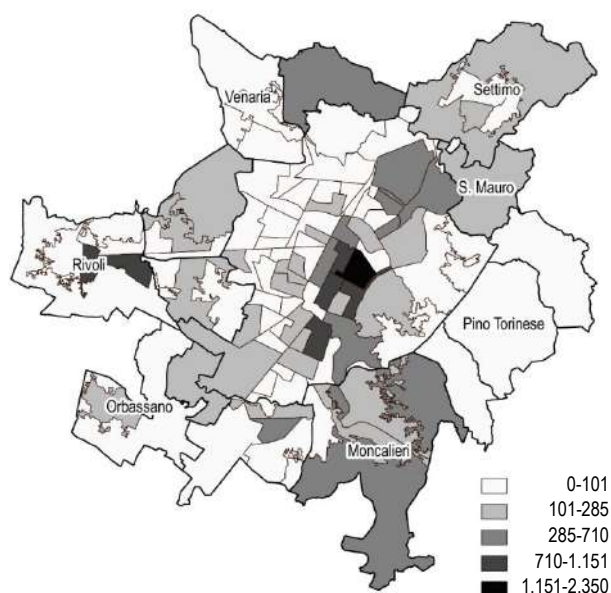 Venaria
Settimo
S. Mauro
Rivoli
Pino Torinese
Orbassano
Moncalieri
0-101
101-285
285-710
710-1.151
1.151-2.350